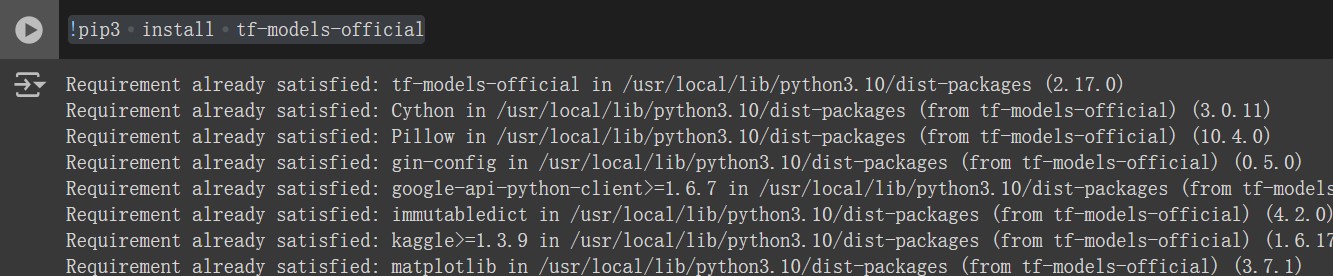 !pip3 install tf-models-official
Requirement already satisfied: tf-models-official in /usr/local/lib/python3.10/dist-packages (2.17.0)
Requirement already satisfied: Cython in /usr/local/lib/python3.10/dist-packages (from tf-models-official) (3.0.11)
Requirement already satisfied: Pillow in /usr/local/lib/python3.10/dist-packages (from tf-models-official) (10.4.0)
Requirement already satisfied: gin-config in /usr/local/lib/python3.10/dist-packages (from tf-models-official) (0.5.0)
Requirement already satisfied: google-api-python-client>=1.6.7 in /usr/local/lib/python3.10/dist-packages (from tf-models
Requirement already satisfied: immutabledict in /usr/local/lib/python3.10/dist-packages (from tf-models-official) (4.2.0)
Requirement already satisfied: kaggle>=1.3.9 in /usr/local/lib/python3.10/dist-packages (from tf-models-official) (1.6.17
Requirement already satisfied: matplotlib in /usr/local/lib/python3.10/dist-packages (from tf-models-official) (3.7.1)